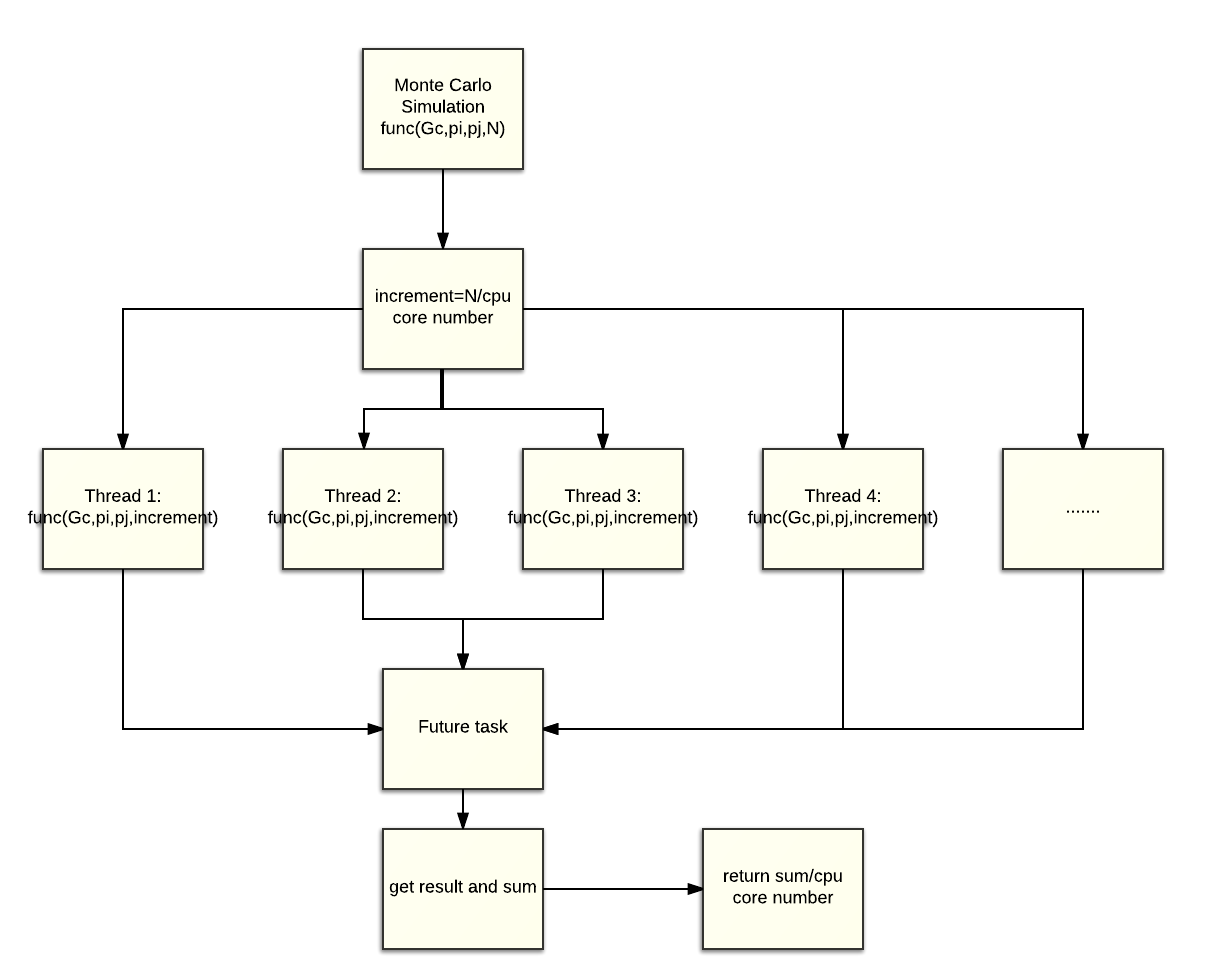 Monte Carlo
Simulation
func(Gc,pi,pj,N)
increment=N/cpu
core number
Thread 1:
func(Gc,pi,pj,increment)
Thread 2:
func(Gc,pi,pj,increment)
Thread 3:
func(Gc,pi,pj,increment)
Thread 4:
func(Gc,pi,pj,increment)
.......
Future task
get result and sum
return sum/cpu
core number